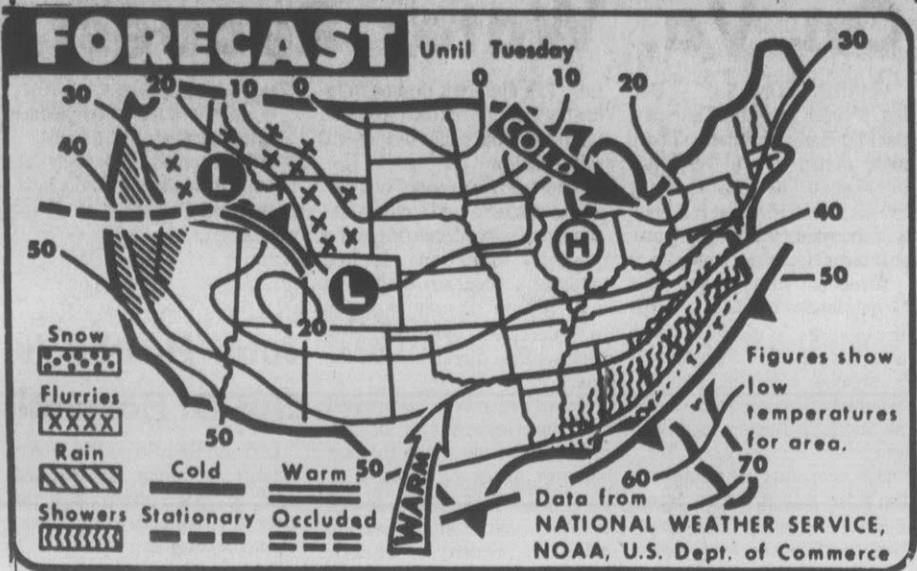 FORECAST
Until Tuesday
30
20
10
0
0
10
20
30
40
COLD
L
H
40
50
50
L
20
Snow
Figures show
Flurries
low
XXXX
temperatures
50
for area.
Rain
Cold
Warm
50
WARM
60
70
Showers
Stationary
Occluded
Data from
NATIONAL WEATHER SERVICE,
NOAA, U.S. Dept. of Commerce